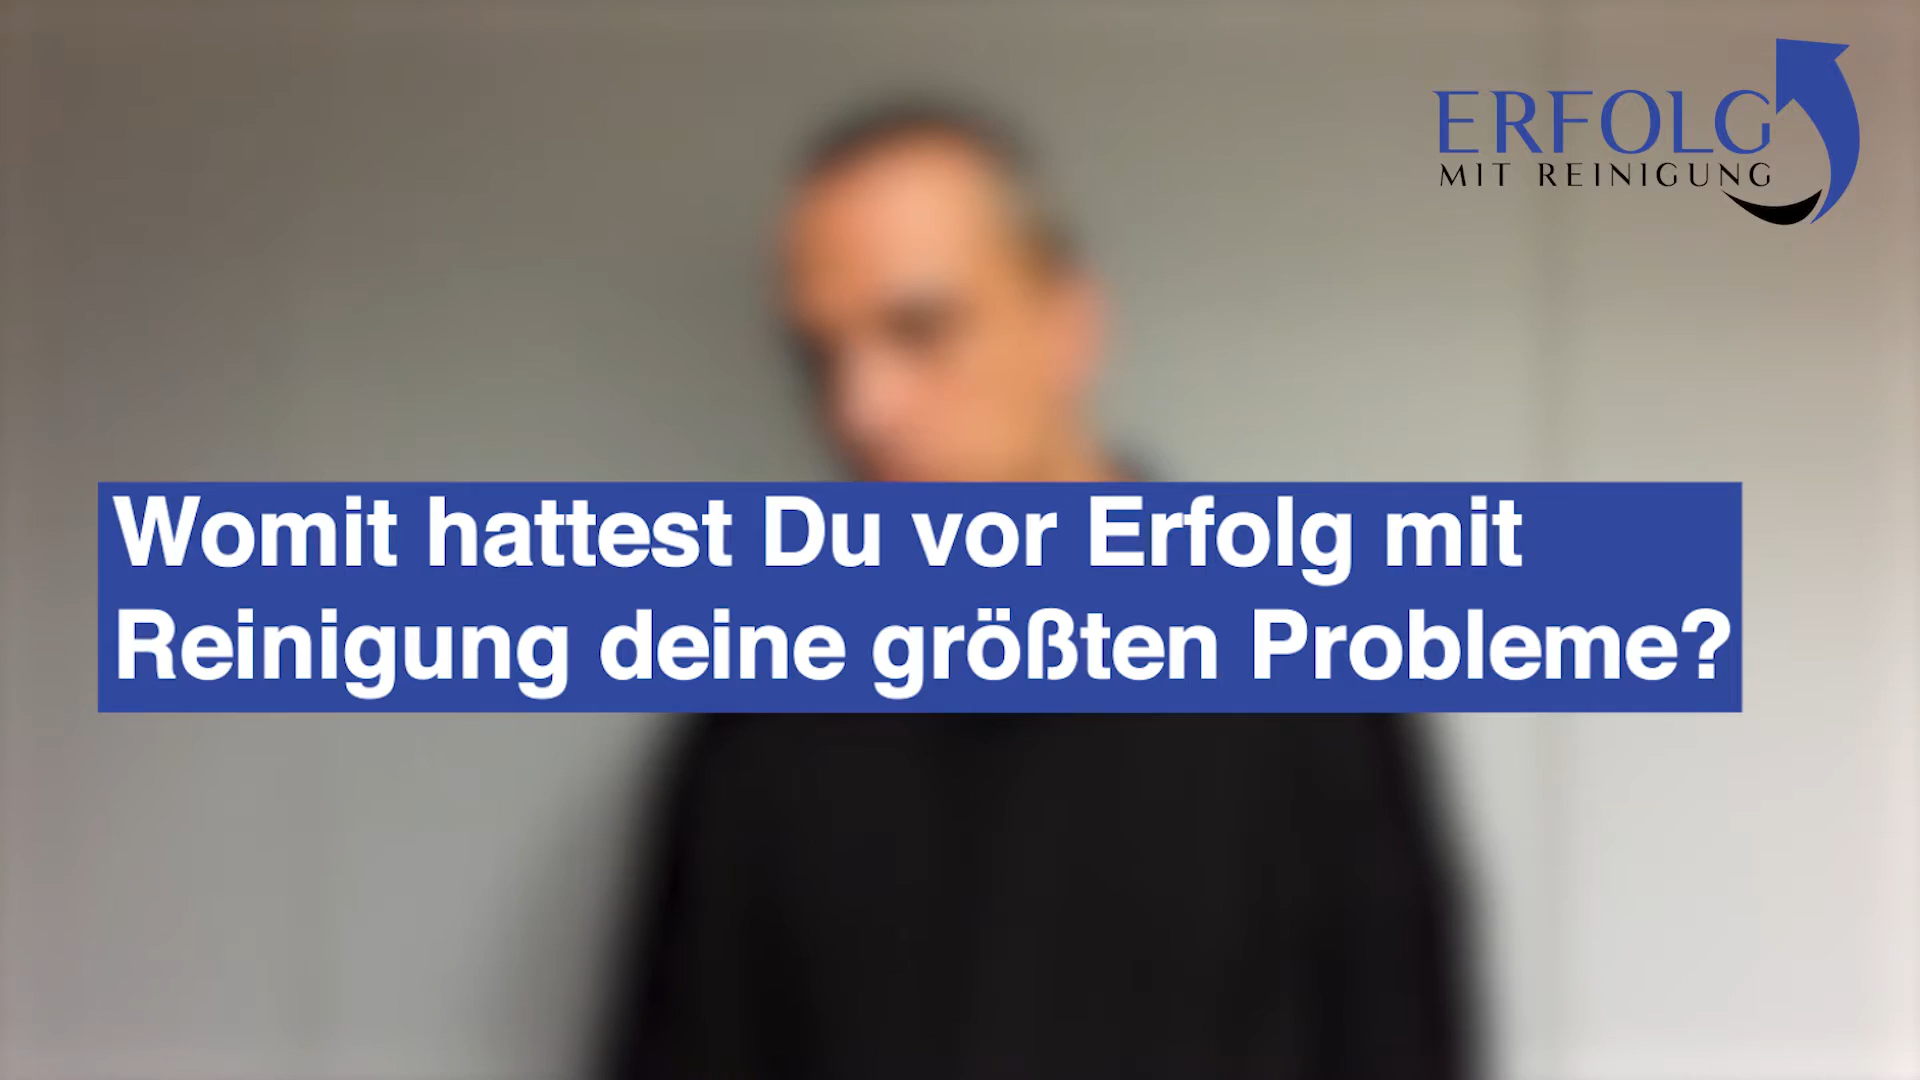 ERFOLG
MIT REINIGUNG
Womit hattest Du vor Erfolg mit
Reinigung deine größten Probleme?